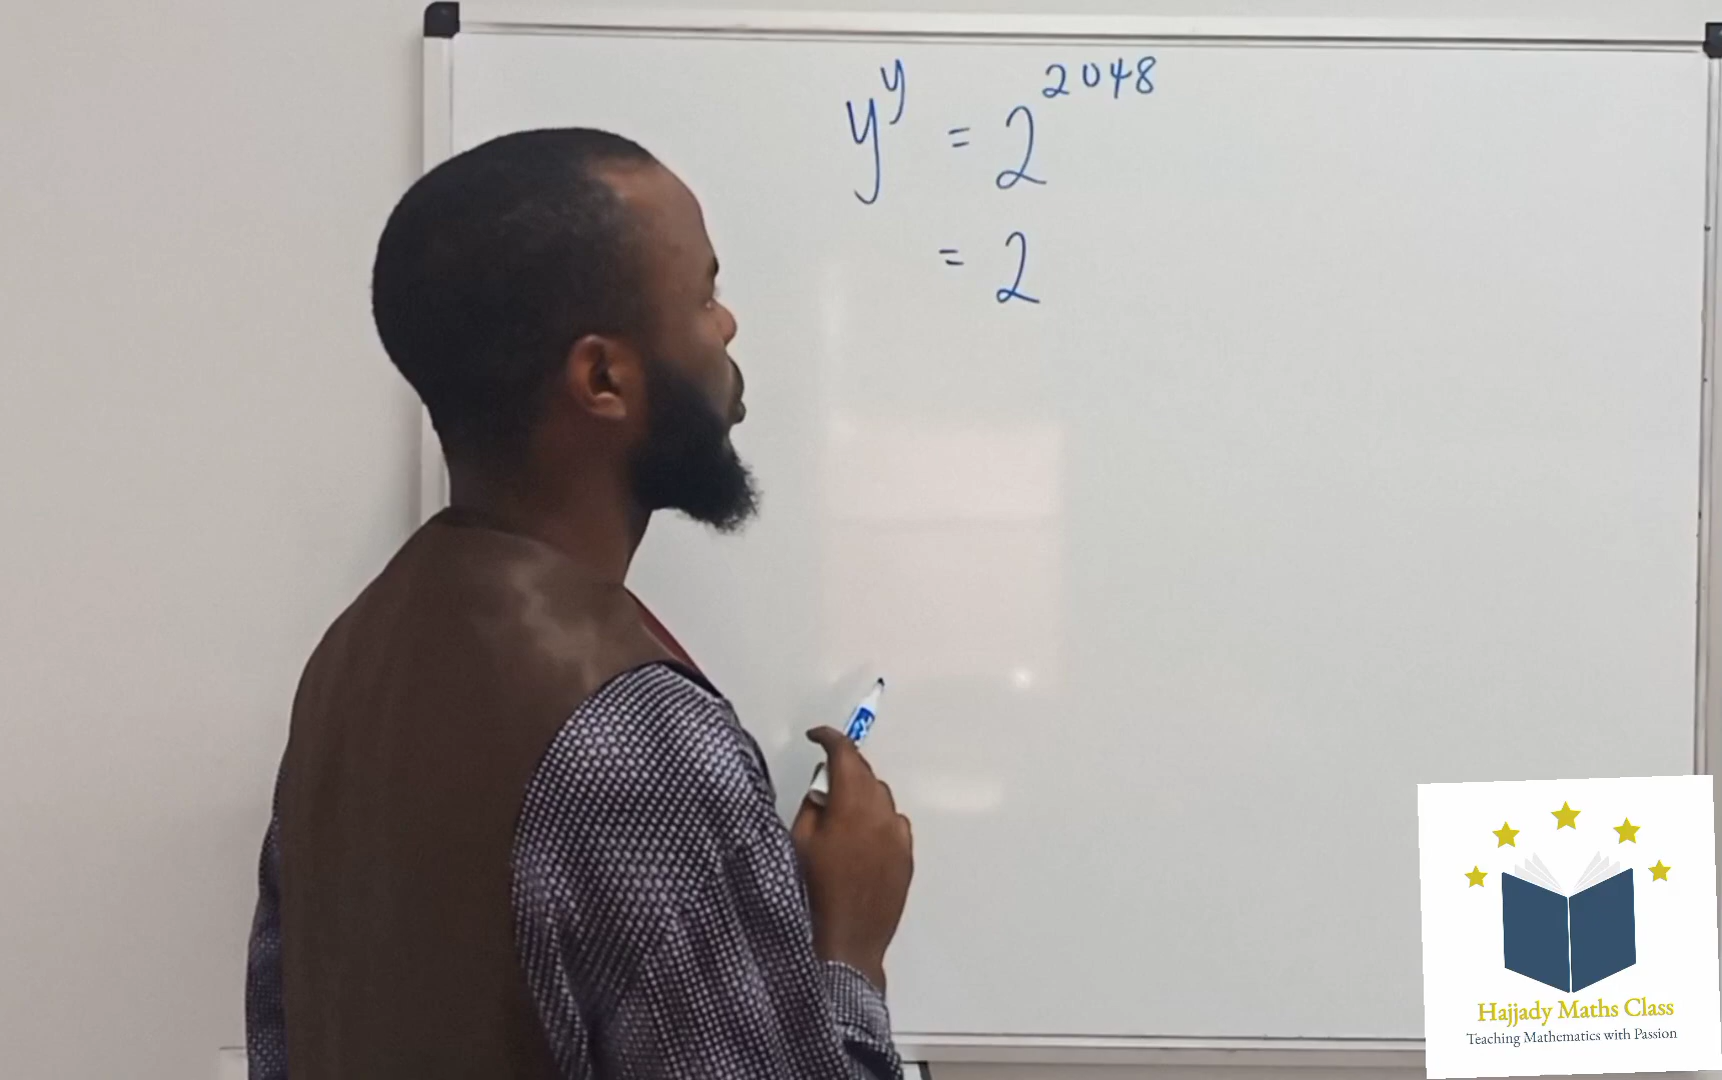 y^y = 2^2048
= 2
Hajjady Maths Class
Teaching Mathematics with Passion